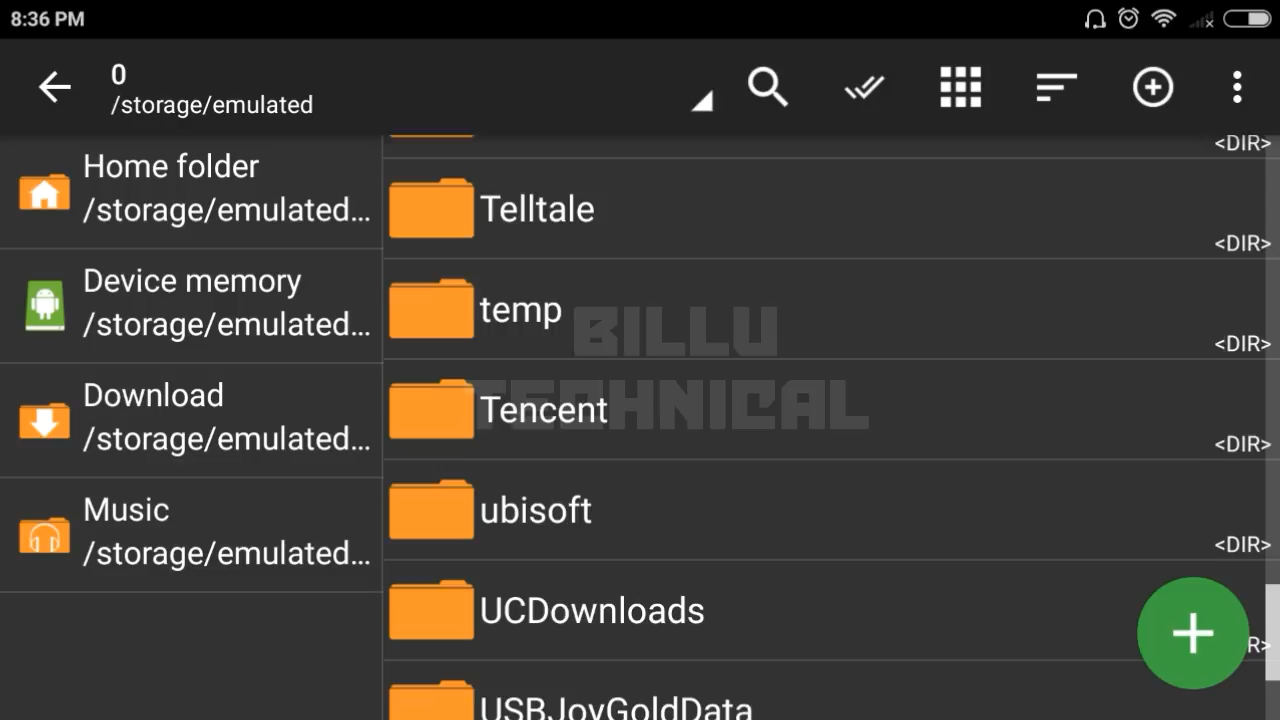 8:36 PM
0
/storage/emulated
Home folder
/storage/emulated...
Device memory
/storage/emulated...
Download
/storage/emulated...
Music
/storage/emulated...
<DIR>
Telltale
<DIR>
temp
<DIR>
Tencent
<DIR>
ubisoft
<DIR>
UCDownloads
R>
USBJoyGoldData
BILLU
TECHNICAL